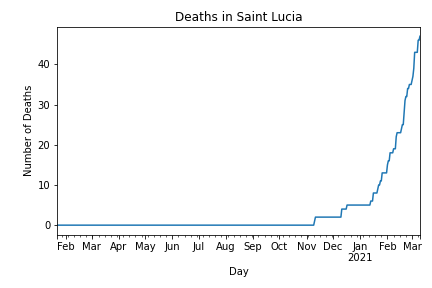 Deaths in Saint Lucia
Number of Deaths
40
30
20
10
0
Feb Mar Apr May Jun Jul Aug Sep Oct Nov Dec Jan Feb Mar
2021
Day